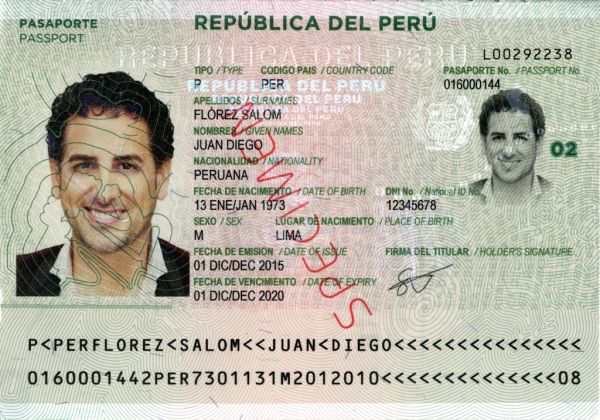 PASAPORTE
PASSPORT
REPÚBLICA DEL PERÚ
REPÚBLICA DEL PERÚ
L00292238
TIPO / TYPE CODIGO PAIS / COUNTRY CODE PASAPORTE No. / PASSPORT No.
P PER 016000144
REPÚBLICA DEL PERU
APELLIDOS / SURNAMES
FLÓREZ SALOM
NOMBRES / GIVEN NAMES
JUAN DIEGO
02
NACIONALIDAD / NATIONALITY
PERUANA
FECHA DE NACIMIENTO / DATE OF BIRTH DNI No. / National ID No.
13 ENE/JAN 1973 12345678
SEXO / SEX LUGAR DE NACIMIENTO / PLACE OF BIRTH
M LIMA
FECHA DE EMISION / DATE OF ISSUE FIRMA DEL TITULAR / HOLDER'S SIGNATURE
01 DIC/DEC 2015
FECHA DE VENCIMIENTO / DATE OF EXPIRY
01 DIC/DEC 2020
SPECIMEN
P<PERFLOREZ<SALOM<<JUAN<DIEGO<<<<<<<<<<<<<<<
0160001442PER7301131M2012010<<<<<<<<<<<<<<08